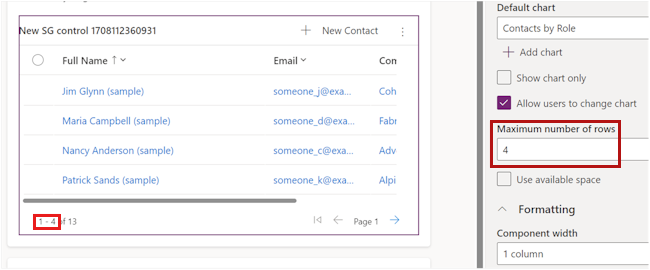 New SG control 1708112360931
New Contact
Full Name
Email
Con
Jim Glynn (sample)
someone_j@exa...
Coh
Maria Campbell (sample)
someone_d@exa...
Fabr
Nancy Anderson (sample)
someone_c@exa...
Adve
Patrick Sands (sample)
someone_k@exa...
Alpi
1 - 4 of 13
Page 1
Default chart
Contacts by Role
Add chart
Show chart only
Allow users to change chart
Maximum number of rows
4
Use available space
Formatting
Component width
1 column